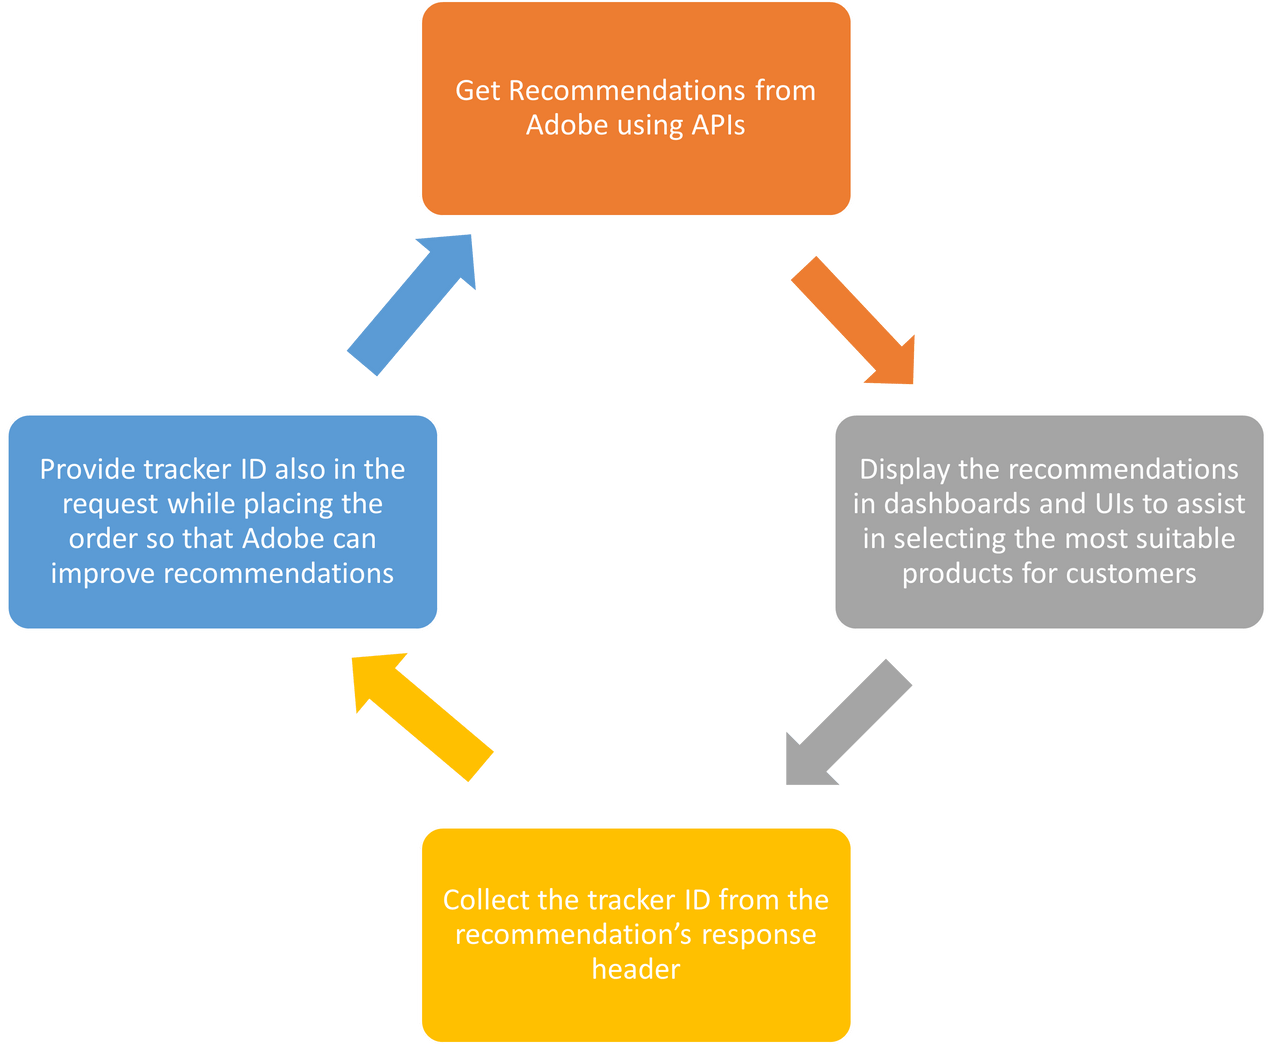 Get Recommendations from
Adobe using APIs
Display the recommendations
in dashboards and UIs to assist
in selecting the most suitable
products for customers
Collect the tracker ID from the
recommendation’s response
header
Provide tracker ID also in the
request while placing the
order so that Adobe can
improve recommendations